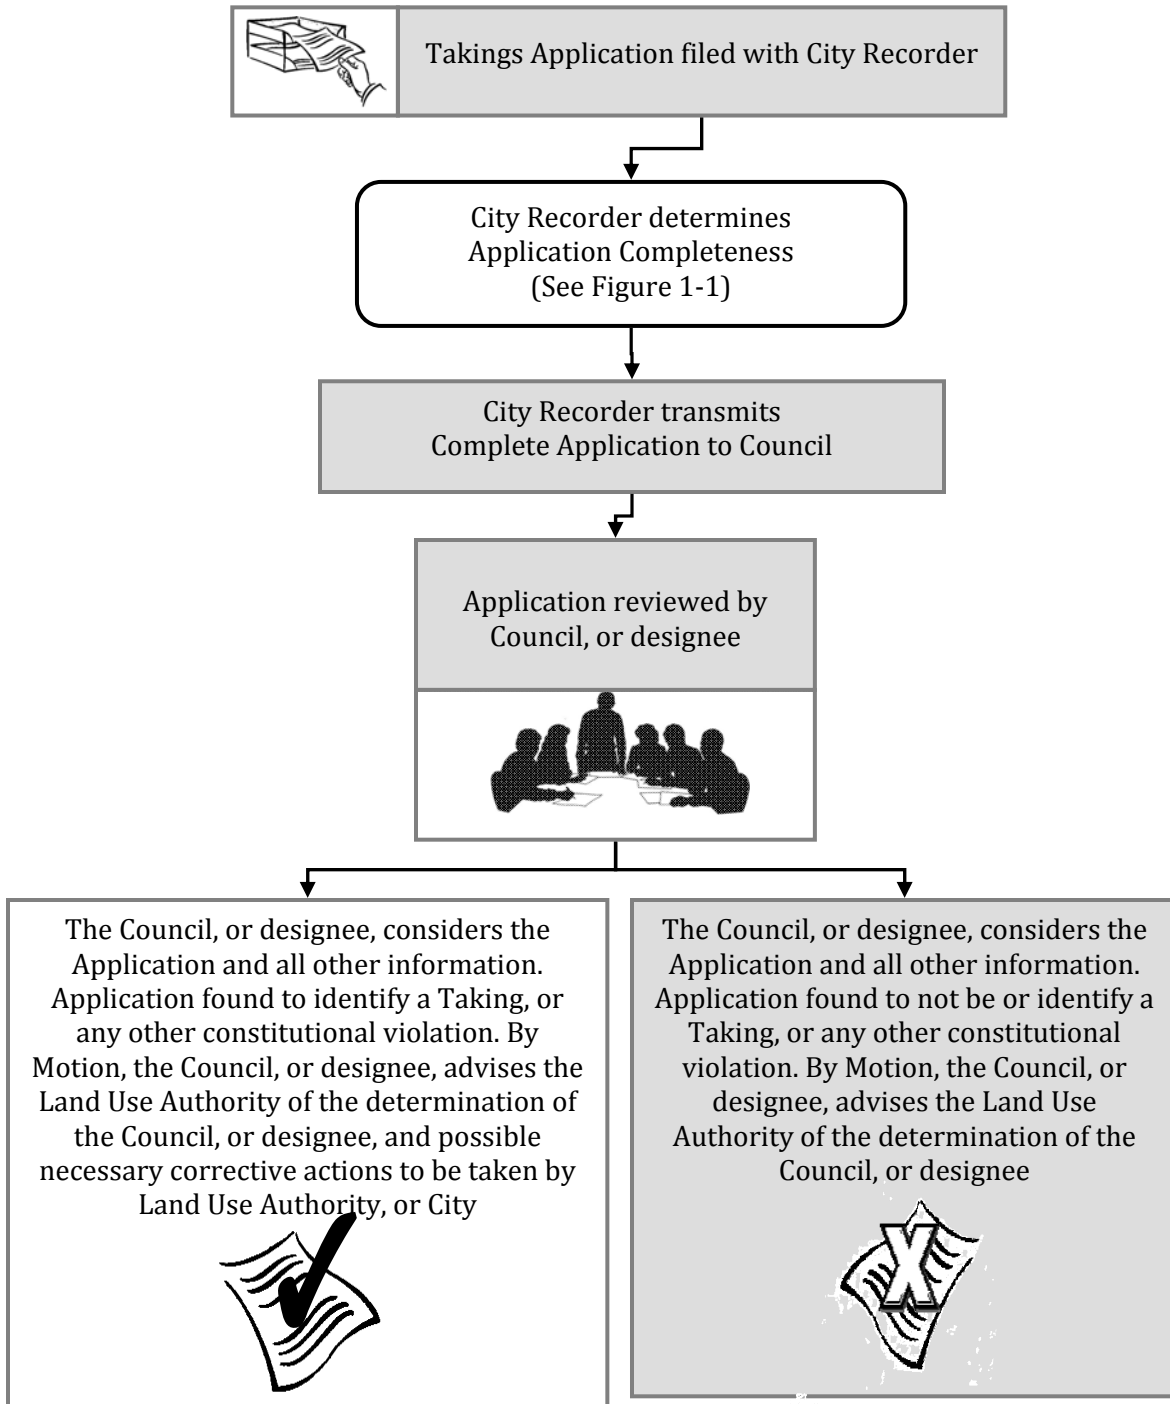 Takings Application filed with City Recorder
City Recorder determines
Application Completeness
(See Figure 1-1)
City Recorder transmits
Complete Application to Council
Application reviewed by
Council, or designee
The Council, or designee, considers the
Application and all other information.
Application found to identify a Taking, or
any other constitutional violation. By
Motion, the Council, or designee, advises the
Land Use Authority of the determination of
the Council, or designee, and possible
necessary corrective actions to be taken by
Land Use Authority, or City
The Council, or designee, considers the
Application and all other information.
Application found to not be or identify a
Taking, or any other constitutional
violation. By Motion, the Council, or
designee, advises the Land Use
Authority of the determination of the
Council, or designee
X